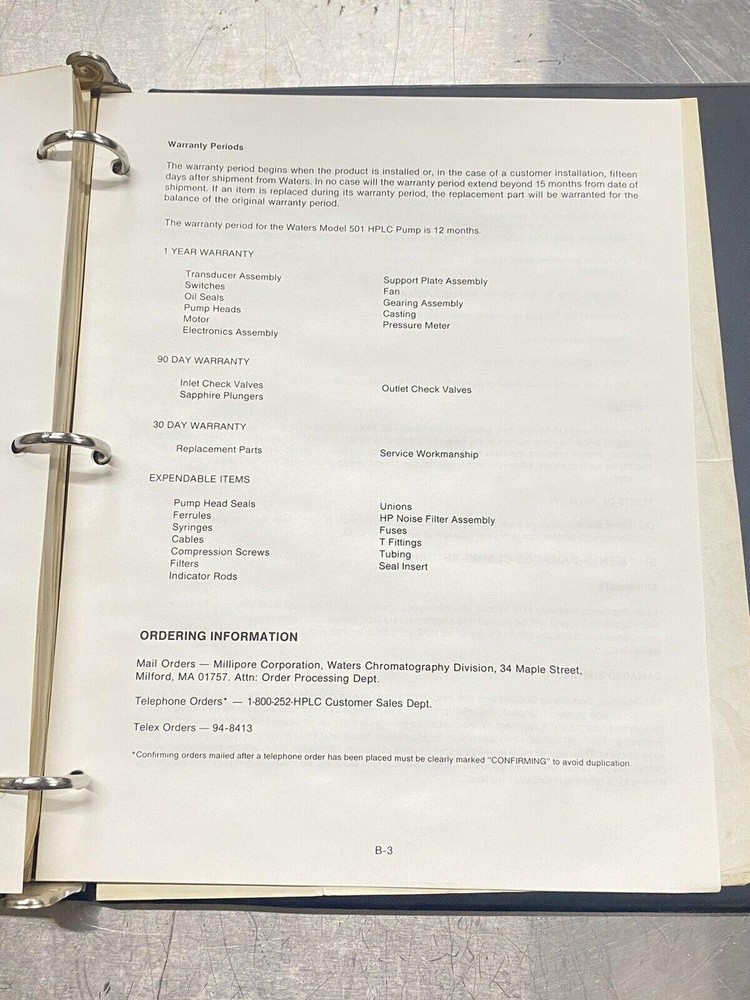 Warranty Periods
The warranty period begins when the product is installed or, in the case of a customer installation, fifteen
days after shipment from Waters. In no case will the warranty period extend beyond 15 months from date of
shipment. If an item is replaced during its warranty period, the replacement part will be warranted for the
balance of the original warranty period.
The warranty period for the Waters Model 501 HPLC Pump is 12 months.
1 YEAR WARRANTY
Transducer Assembly
Switches
Oil Seals
Pump Heads
Motor
Electronics Assembly
Support Plate Assembly
Fan
Gearing Assembly
Casting
Pressure Meter
90 DAY WARRANTY
Inlet Check Valves
Sapphire Plungers
Outlet Check Valves
30 DAY WARRANTY
Replacement Parts
Service Workmanship
EXPENDABLE ITEMS
Pump Head Seals
Ferrules
Syringes
Cables
Compression Screws
Filters
Indicator Rods
Unions
HP Noise Filter Assembly
Fuses
T Fittings
Tubing
Seal Insert
ORDERING INFORMATION
Mail Orders — Millipore Corporation, Waters Chromatography Division, 34 Maple Street,
Milford, MA 01757. Attn: Order Processing Dept.
Telephone Orders* — 1-800-252-HPLC Customer Sales Dept.
Telex Orders — 94-8413
*Confirming orders mailed after a telephone order has been placed must be clearly marked "CONFIRMING" to avoid duplication.
B-3